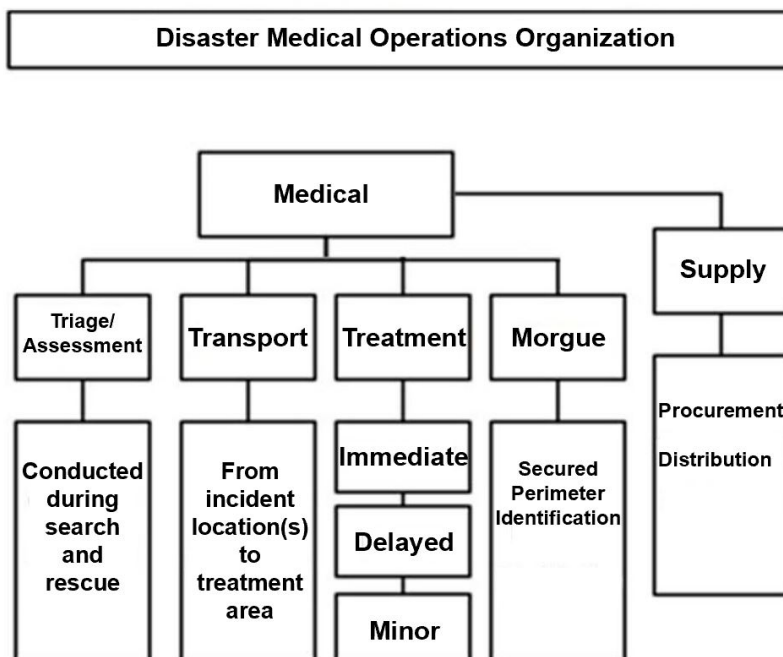 Disaster Medical Operations Organization
Medical
Supply
Triage/
Assessment
Transport
Treatment
Morgue
Procurement
Distribution
Conducted
during
search
and
rescue
From
incident
location(s)
to
treatment
area
Immediate
Delayed
Minor
Secured
Perimeter
Identification